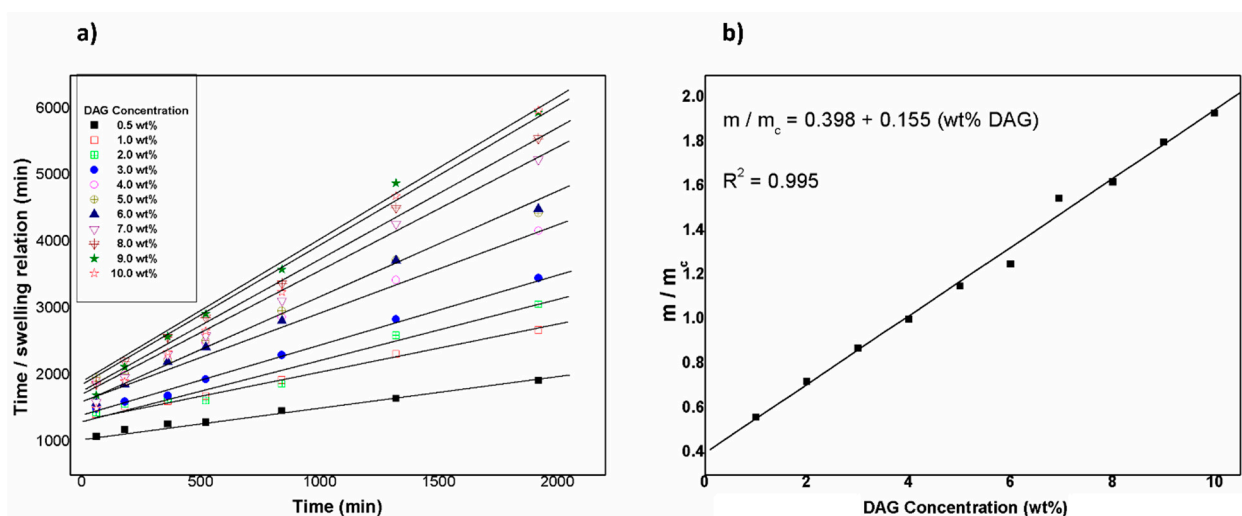 a)
Time / swelling relation (min)
6000
5000
4000
3000
2000
1000
DAG Concentration
0.5 wt%
1.0 wt%
2.0 wt%
3.0 wt%
4.0 wt%
5.0 wt%
6.0 wt%
7.0 wt%
8.0 wt%
9.0 wt%
10.0 wt%
0 500 1000 1500 2000
Time (min)
b)
m / mc
2.0
1.8
1.6
1.4
1.2
1.0
0.8
0.6
0.4
m / mc = 0.398 + 0.155 (wt% DAG)
R2 = 0.995
0 2 4 6 8 10
DAG Concentration (wt%)